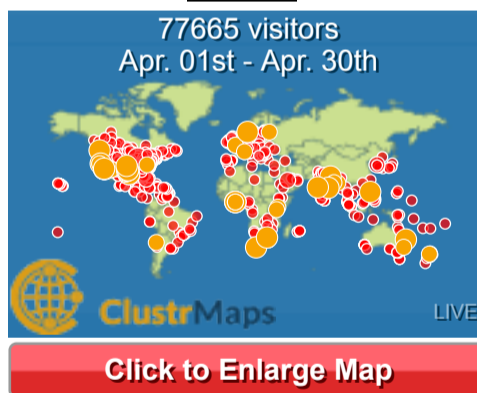 77665 visitors
Apr. 01st - Apr. 30th
ClustrMaps
LIVE
Click to Enlarge Map